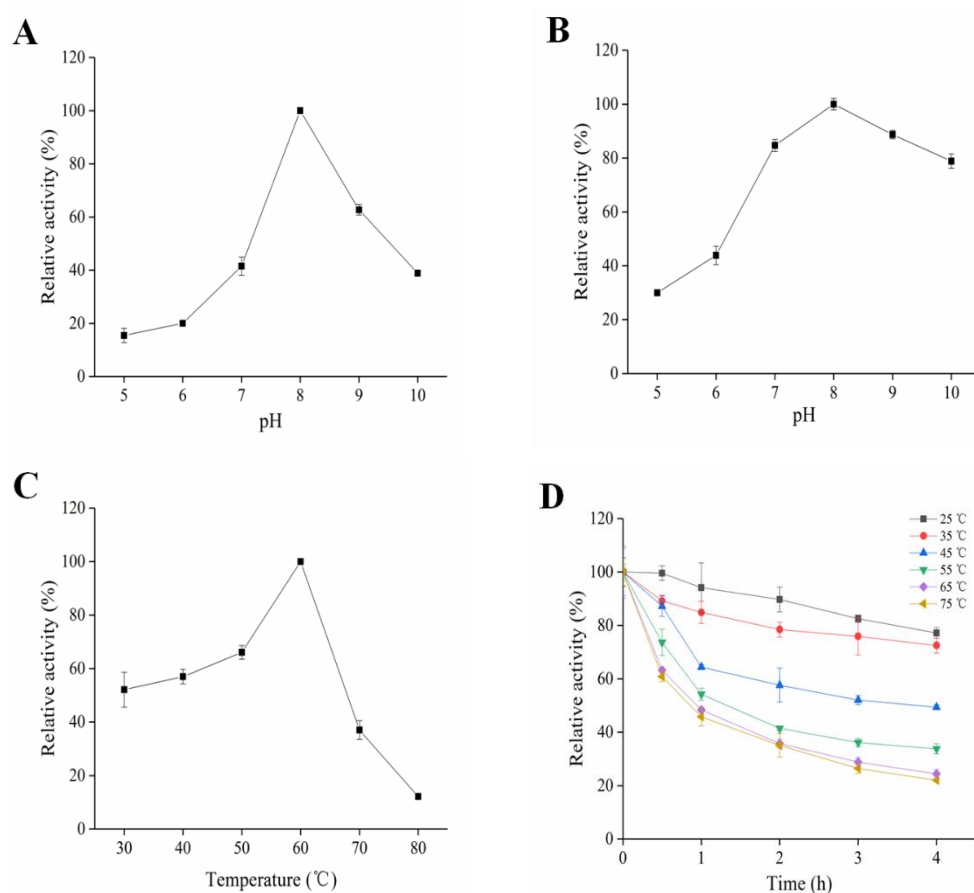 A
Relative activity (%)
120
100
80
60
40
20
0
5 6 7 8 9 10
pH
B
Relative activity (%)
120
100
80
60
40
20
0
5 6 7 8 9 10
pH
C
Relative activity (%)
120
100
80
60
40
20
0
30 40 50 60 70 80
Temperature (℃)
D
Relative activity (%)
120
100
80
60
40
20
0
0 1 2 3 4
Time (h)
25 ℃
35 ℃
45 ℃
55 ℃
65 ℃
75 ℃